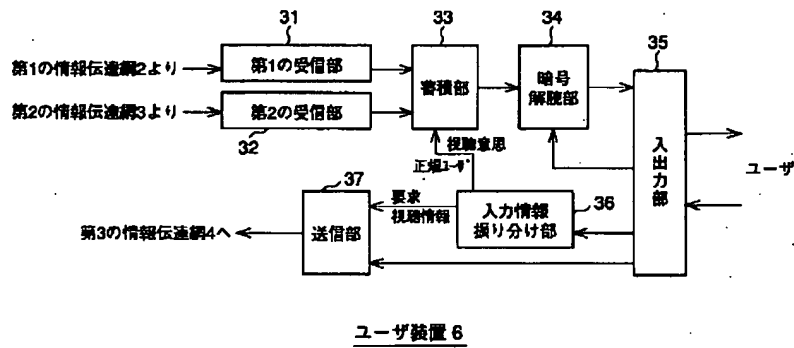 31
33
34
35
第1の情報伝達網2より
第1の受信部
蓄積部
暗号
解読部
第2の情報伝達網3より
第2の受信部
32
視聴意思
正規ユーザ
入出力部
ユーザ
37
要求
視聴情報
入力情報
振り分け部
36
第3の情報伝達網4へ
送信部
ユーザ装置6